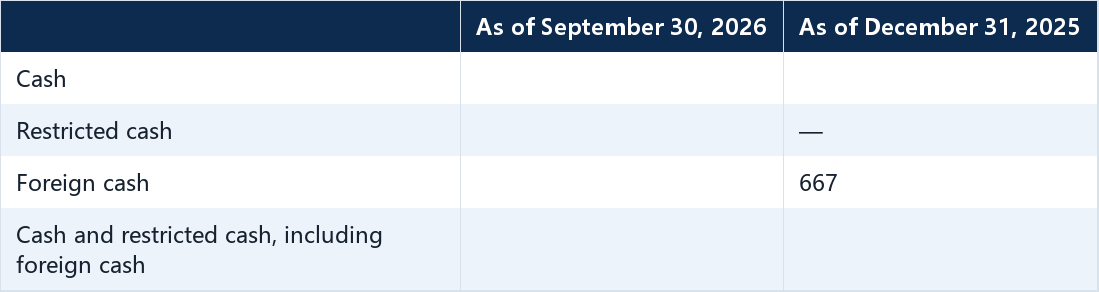 As of September 30, 2026 As of December 31, 2025
Cash
Restricted cash —
Foreign cash 667
Cash and restricted cash, including
foreign cash